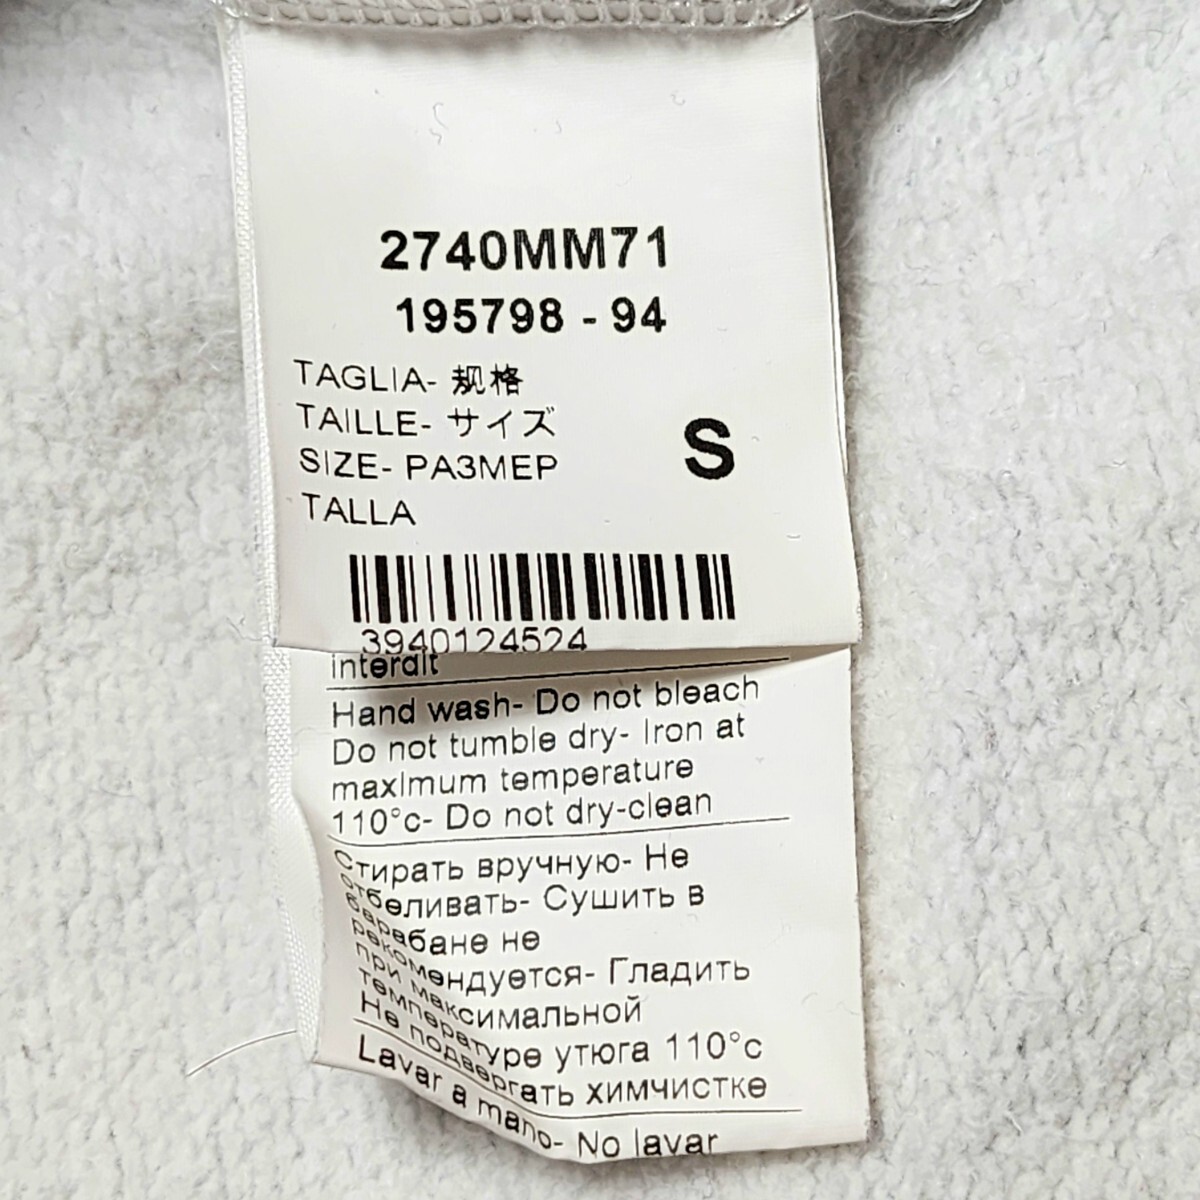 2740MM71
195798 - 94
TAGLIA- 规格
TAILLE- サイズ
SIZE- РАЗМЕР
TALLA
S
3940124524
interdit
Hand wash- Do not bleach
Do not tumble dry- Iron at
maximum temperature
110°c- Do not dry-clean
Стирать вручную- Не
отбеливать- Сушить в
барабане не
рекомендуется- Гладить
при максимальной
температуре утюга 110°c
Не подвергать химчистке
Lavar a mano- No lavar